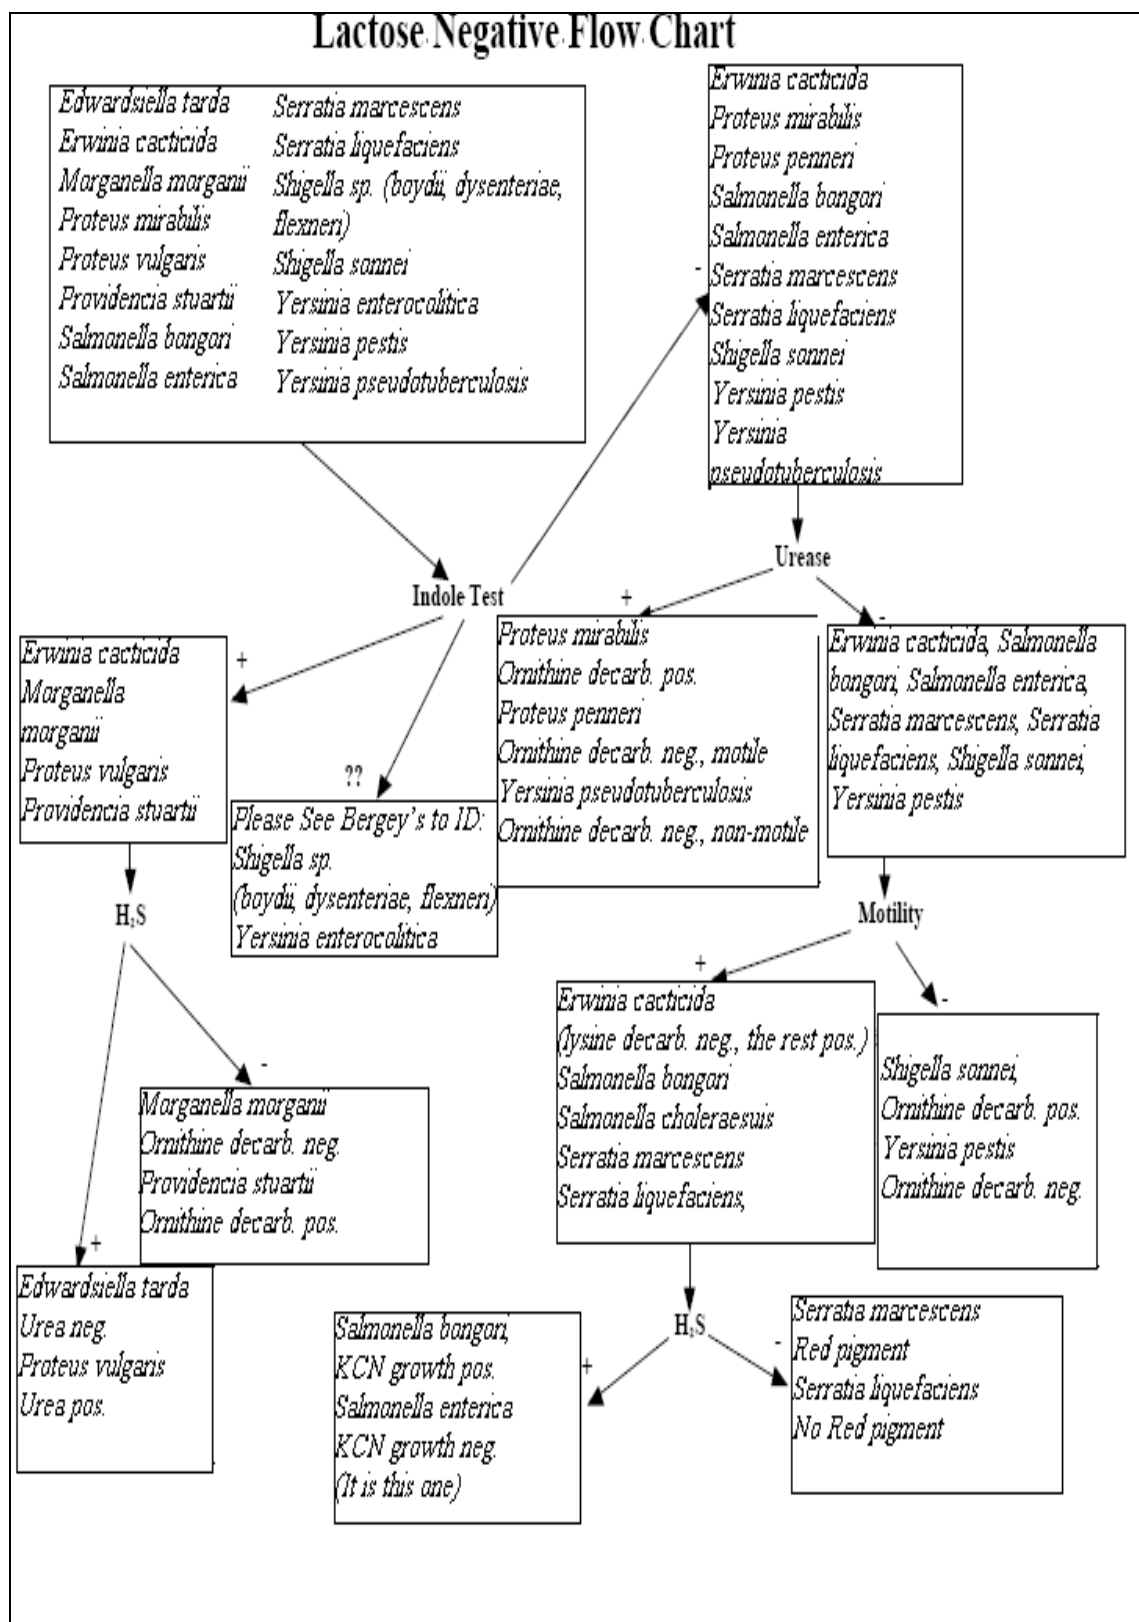 Lactose Negative Flow Chart
Edwardsiella tarda
Erwinia cacticida
Morganella morganii
Proteus mirabilis
Proteus vulgaris
Providencia stuartii
Salmonella bongori
Salmonella enterica
Serratia marcescens
Serratia liquefaciens
Shigella sp. (boydii, dysenteriae,
flexneri)
Shigella sonnei
Yersinia enterocolitica
Yersinia pestis
Yersinia pseudotuberculosis
-
Erwinia cacticida
Proteus mirabilis
Proteus penneri
Salmonella bongori
Salmonella enterica
Serratia marcescens
Serratia liquefaciens
Shigella sonnei
Yersinia pestis
Yersinia
pseudotuberculosis
Indole Test
Urease
+
Erwinia cacticida
Morganella
morganii
Proteus vulgaris
Providencia stuartii
??
Please See Bergey's to ID:
Shigella sp.
(boydii, dysenteriae, flexneri)
Yersinia enterocolitica
+
Proteus mirabilis
Ornithine decarb. pos.
Proteus penneri
Ornithine decarb. neg., motile
Yersinia pseudotuberculosis
Ornithine decarb. neg., non-motile
-
Erwinia cacticida, Salmonella
bongori, Salmonella enterica,
Serratia marcescens, Serratia
liquefaciens, Shigella sonnei,
Yersinia pestis
H₂S
Motility
-
Morganella morganii
Ornithine decarb. neg.
Providencia stuartii
Ornithine decarb. pos.
+
Edwardsiella tarda
Urea neg.
Proteus vulgaris
Urea pos.
+
Erwinia cacticida
(lysine decarb. neg., the rest pos.)
Salmonella bongori
Salmonella choleraesuis
Serratia marcescens
Serratia liquefaciens,
-
Shigella sonnei,
Ornithine decarb. pos.
Yersinia pestis
Ornithine decarb. neg.
H₂S
+
Salmonella bongori,
KCN growth pos.
Salmonella enterica
KCN growth neg.
(It is this one)
-
Serratia marcescens
Red pigment
Serratia liquefaciens
No Red pigment